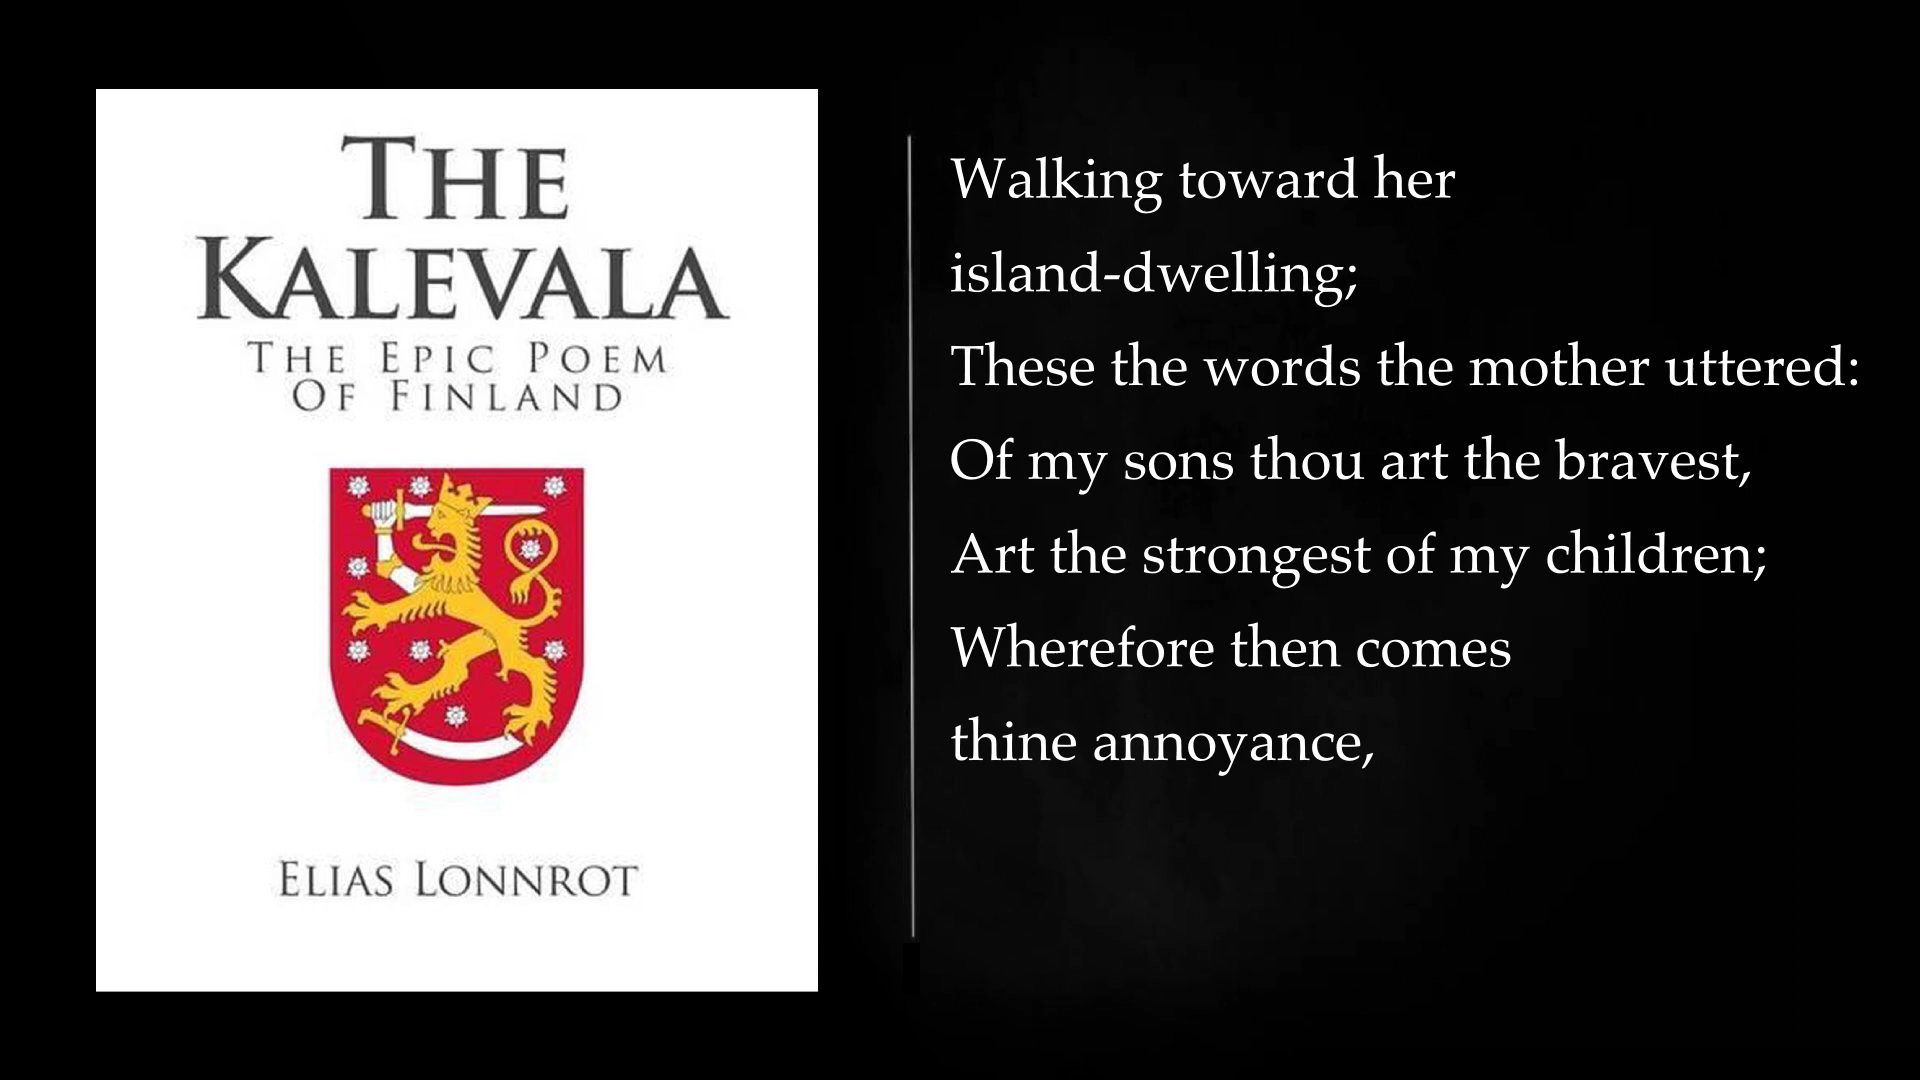 THE
KALEVALA
THE EPIC POEM
OF FINLAND
ELIAS LONNROT
Walking toward her
island-dwelling;
These the words the mother uttered:
Of my sons thou art the bravest,
Art the strongest of my children;
Wherefore then comes
thine annoyance,